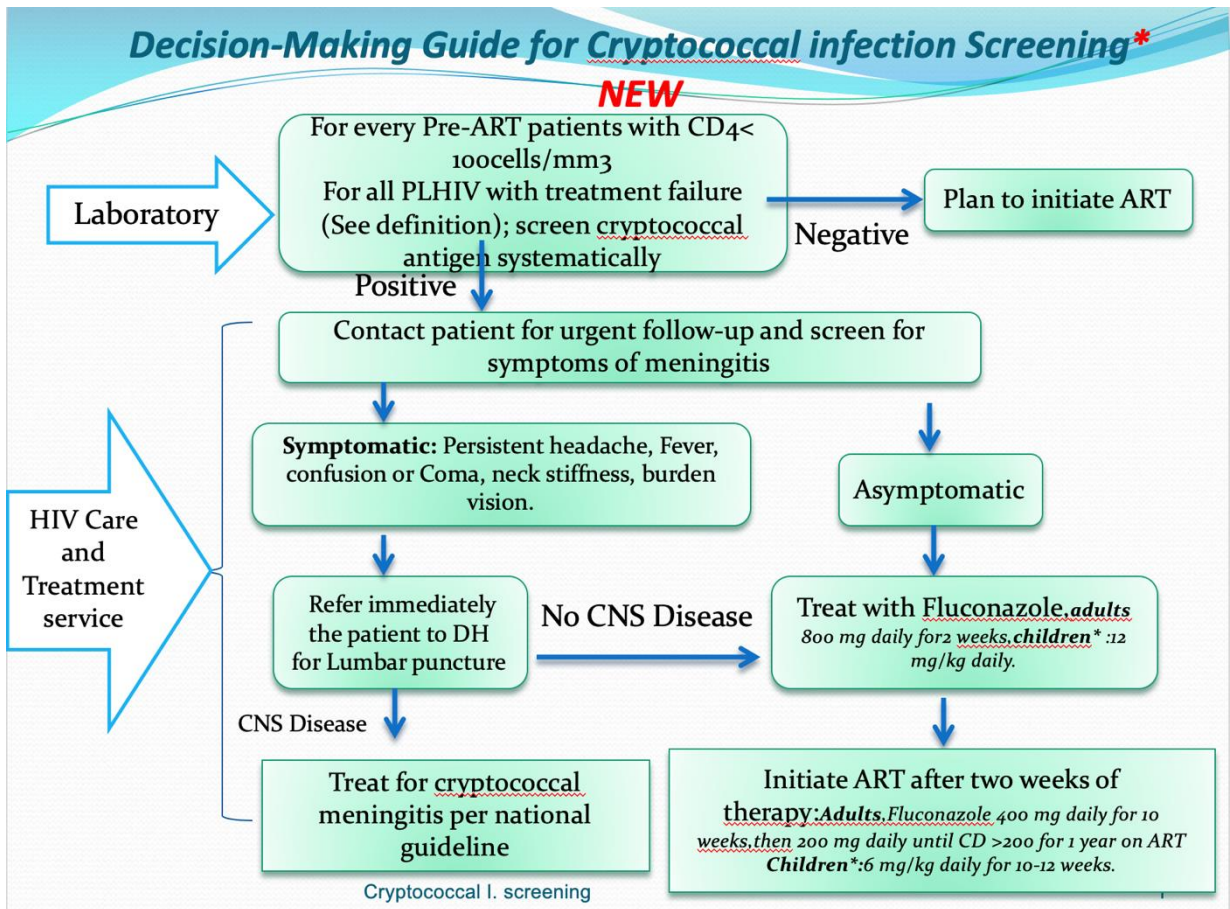 Decision-Making Guide for Cryptococcal infection Screening*
NEW
For every Pre-ART patients with CD4<
100cells/mm3
For all PLHIV with treatment failure
(See definition); screen cryptococcal
antigen systematically
Laboratory
Negative
Plan to initiate ART
Positive
Contact patient for urgent follow-up and screen for
symptoms of meningitis
Symptomatic: Persistent headache, Fever,
confusion or Coma, neck stiffness, burden
vision.
Asymptomatic
HIV Care
and
Treatment
service
Refer immediately
the patient to DH
for Lumbar puncture
No CNS Disease
Treat with Fluconazole,adults
800 mg daily for2 weeks,children* :12
mg/kg daily.
CNS Disease
Treat for cryptococcal
meningitis per national
guideline
Initiate ART after two weeks of
therapy:Adults,Fluconazole 400 mg daily for 10
weeks,then 200 mg daily until CD >200 for 1 year on ART
Children*:6 mg/kg daily for 10-12 weeks.
Cryptococcal I. screening